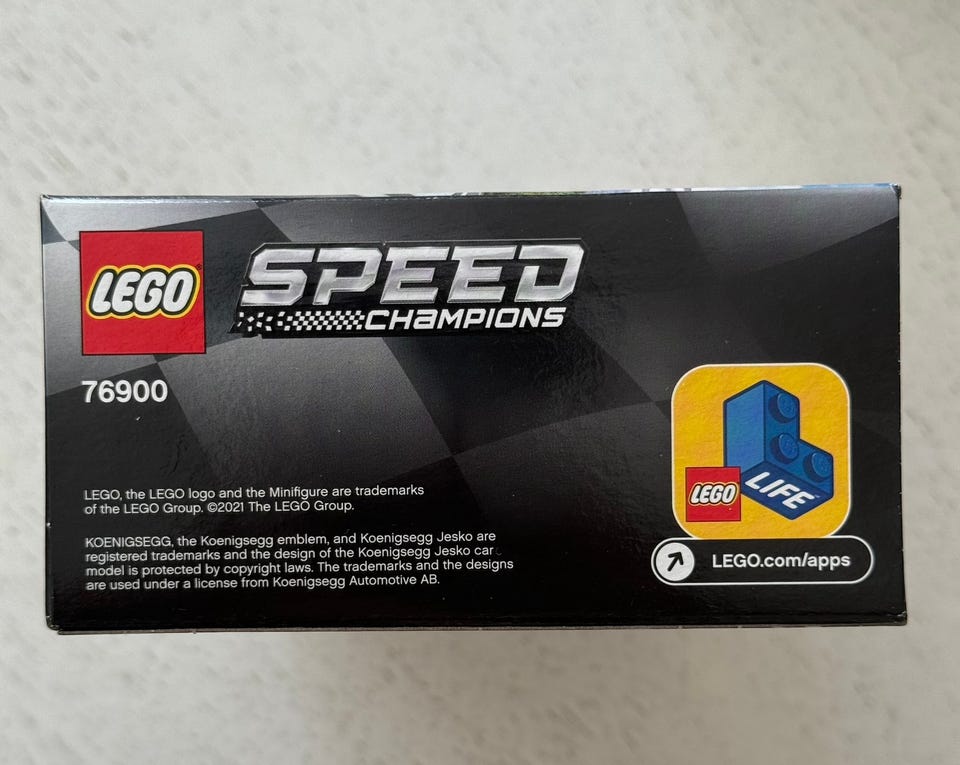 LEGO®
SPEED
CHAMPIONS
76900
LEGO, the LEGO logo and the Minifigure are trademarks
of the LEGO Group. ©2021 The LEGO Group.
KOENIGSEGG, the Koenigsegg emblem, and Koenigsegg Jesko are
registered trademarks and the design of the Koenigsegg Jesko car
model is protected by copyright laws. The trademarks and the designs
are used under a license from Koenigsegg Automotive AB.
LEGO LIFE™
LEGO.com/apps